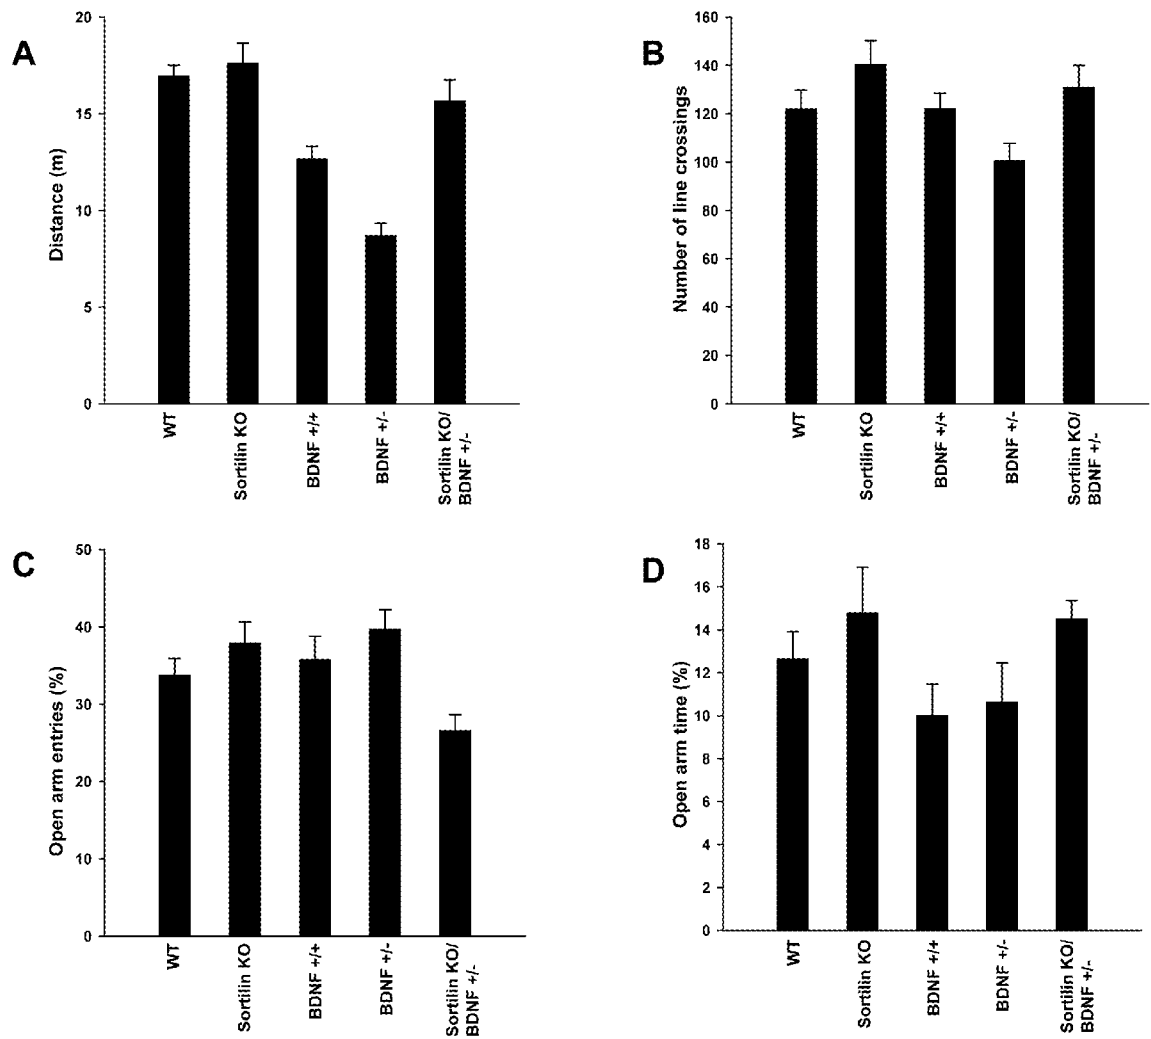 A
Distance (m)
20
15
10
5
0
WT
Sortilin KO
BDNF +/+
BDNF +/-
Sortilin KO/
BDNF +/-
B
Number of line crossings
160
140
120
100
80
60
40
20
0
WT
Sortilin KO
BDNF +/+
BDNF +/-
Sortilin KO/
BDNF +/-
C
Open arm entries (%)
50
40
30
20
10
0
WT
Sortilin KO
BDNF +/+
BDNF +/-
Sortilin KO/
BDNF +/-
D
Open arm time (%)
18
16
14
12
10
8
6
4
2
0
WT
Sortilin KO
BDNF +/+
BDNF +/-
Sortilin KO/
BDNF +/-